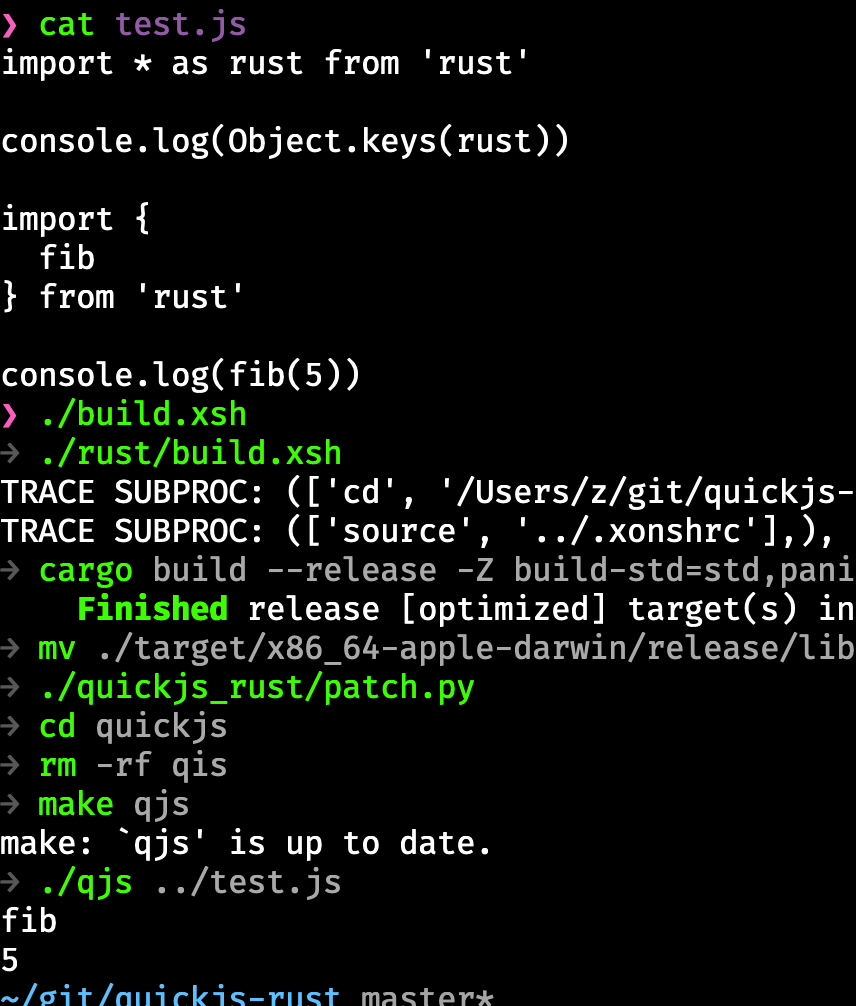 ❯ cat test.js
import * as rust from 'rust'
console.log(Object.keys(rust))
import {
  fib
} from 'rust'
console.log(fib(5))
❯ ./build.xsh
→ ./rust/build.xsh
TRACE SUBPROC: (['cd', '/Users/z/git/quickjs-
TRACE SUBPROC: (['source', '../.xonshrc'],),
→ cargo build --release -Z build-std=std,pani
    Finished release [optimized] target(s) in
→ mv ./target/x86_64-apple-darwin/release/lib
→ ./quickjs_rust/patch.py
→ cd quickjs
→ rm -rf qis
→ make qjs
make: `qjs' is up to date.
→ ./qjs ../test.js
fib
5
~/git/quickjs-rust master*